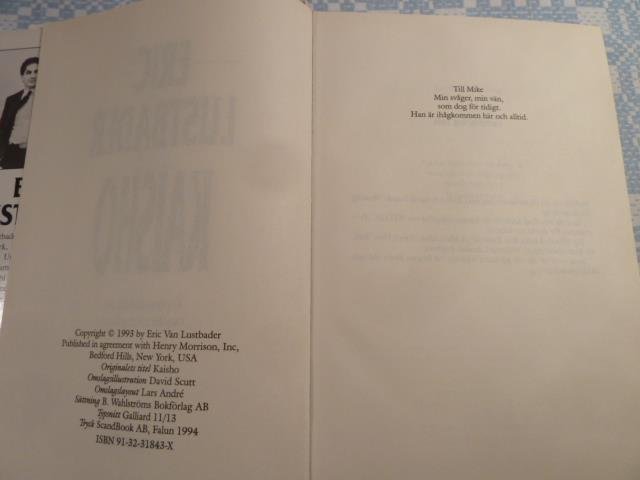 Copyright © 1993 by Eric Van Lustbader
Published in agreement with Henry Morrison, Inc,
Bedford Hills, New York, USA
Originalets titel Kaisho
Omslagsillustration David Scutt
Omslagslayout Lars André
Sättning B. Wahlströms Bokförlag AB
Typsnitt Galliard 11/13
Tryck ScandBook AB, Falun 1994
ISBN 91-32-31843-X
Till Mike
Min svåger, min vän,
som dog för tidigt.
Han är ihågkommen här och alltid.